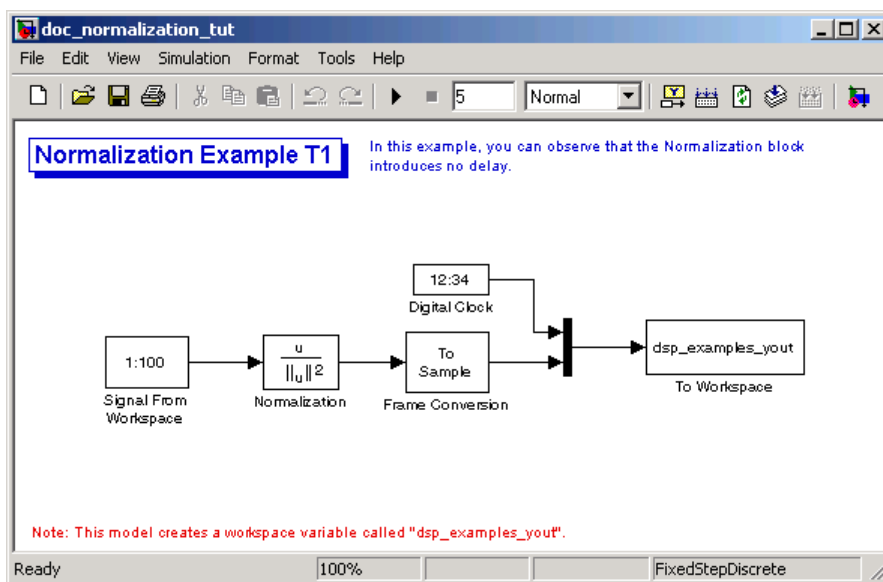 doc_normalization_tut
File Edit View Simulation Format Tools Help
5 Normal
Normalization Example T1
In this example, you can observe that the Normalization block
introduces no delay.
12:34
Digital Clock
1:100
Signal From
Workspace
u
||u||2
Normalization
To
Sample
Frame Conversion
dsp_examples_yout
To Workspace
Note: This model creates a workspace variable called "dsp_examples_yout".
Ready 100% FixedStepDiscrete